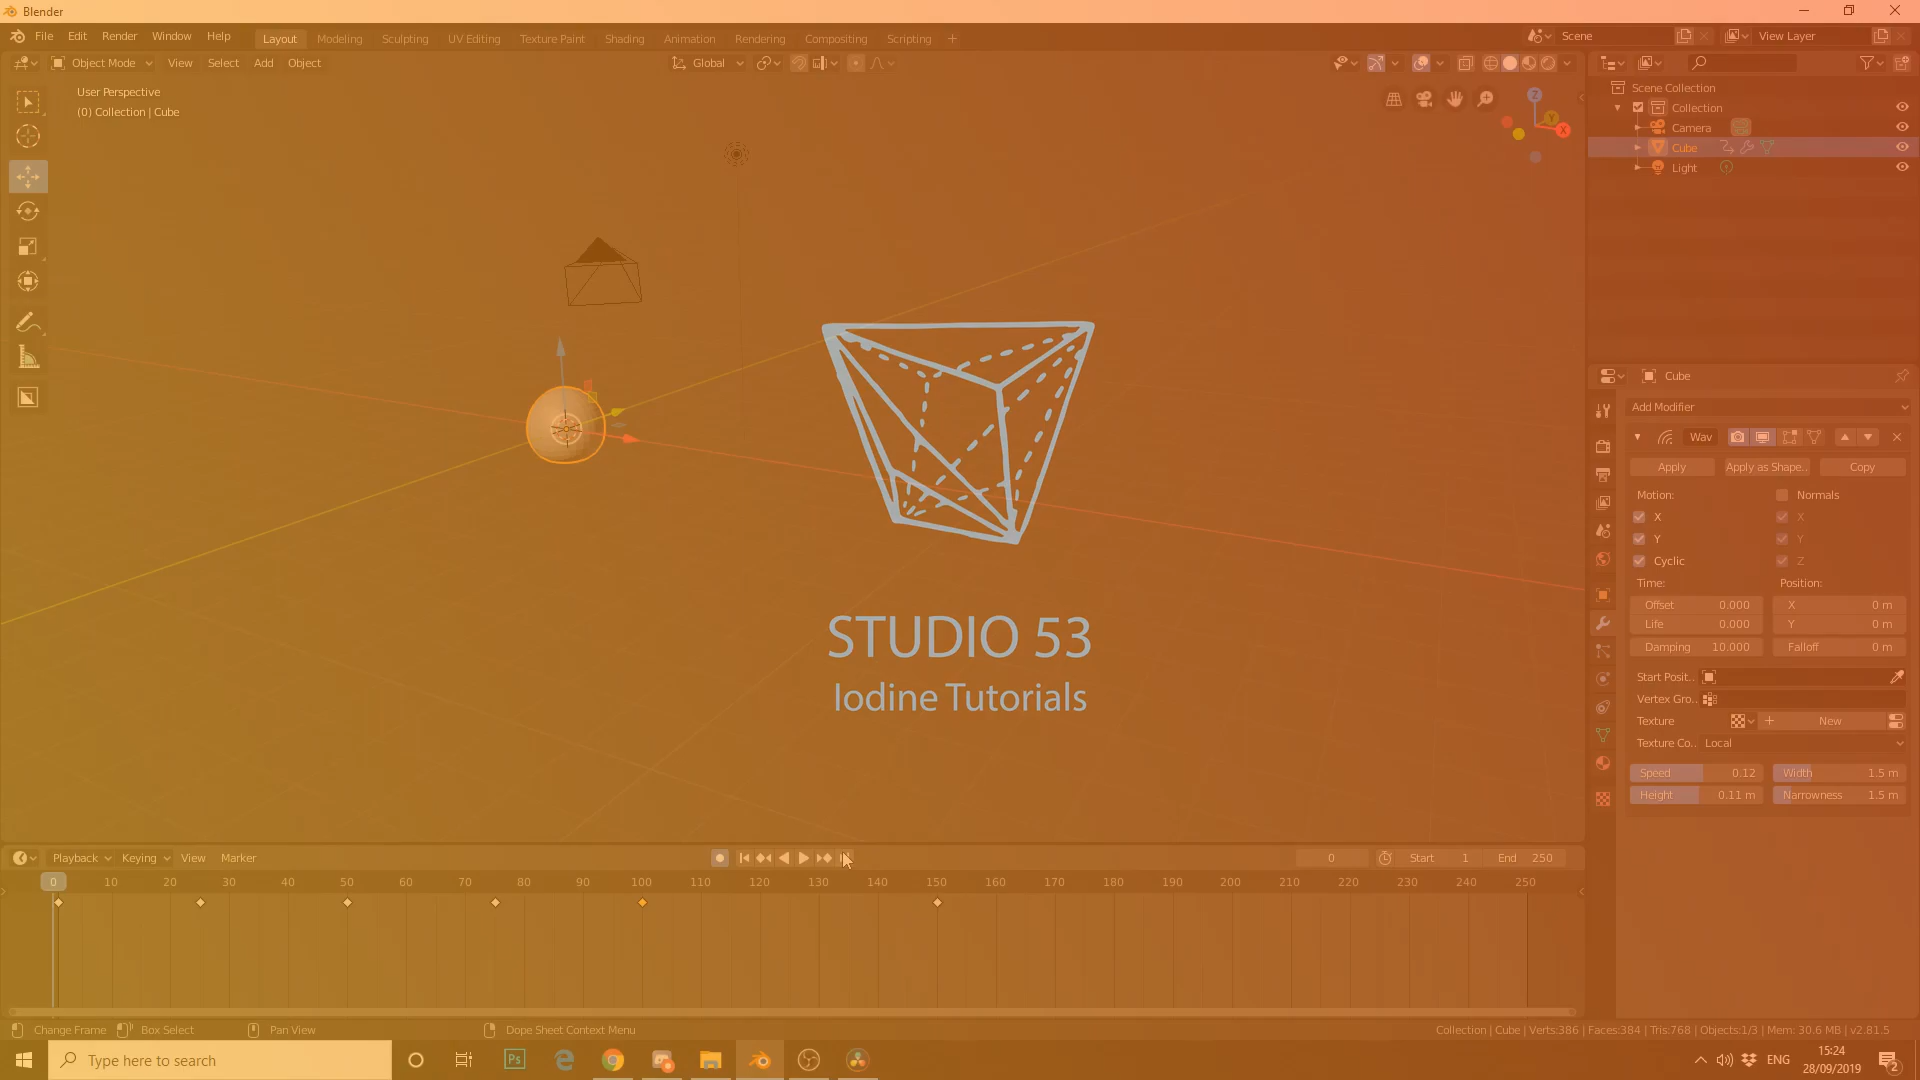 Blender
File Edit Render Window Help Layout Modeling Sculpting UV Editing Texture Paint Shading Animation Rendering Compositing Scripting + Scene View Layer
Object Mode View Select Add Object Global
User Perspective
(0) Collection | Cube
Z
Y
X
Scene Collection
Collection
Camera
Cube
Light
Cube
Add Modifier
Wav
Apply Apply as Shape.. Copy
Motion: Normals
X X
Y Y
Cyclic Z
Time: Position:
Offset 0.000 X 0 m
Life 0.000 Y 0 m
Damping 10.000 Falloff 0 m
Start Posit..
Vertex Gro..
Texture + New
Texture Co.. Local
Speed 0.12 Width 1.5 m
Height 0.11 m Narrowness 1.5 m
STUDIO 53
Iodine Tutorials
Playback Keying View Marker 0 Start 1 End 250
0 10 20 30 40 50 60 70 80 90 100 110 120 130 140 150 160 170 180 190 200 210 220 230 240 250
Change Frame Box Select Pan View Dope Sheet Context Menu Collection | Cube | Verts:386 | Faces:384 | Tris:768 | Objects:1/3 | Mem: 30.6 MB | v2.81.5
Type here to search Ps ENG 15:24
28/09/2019 2